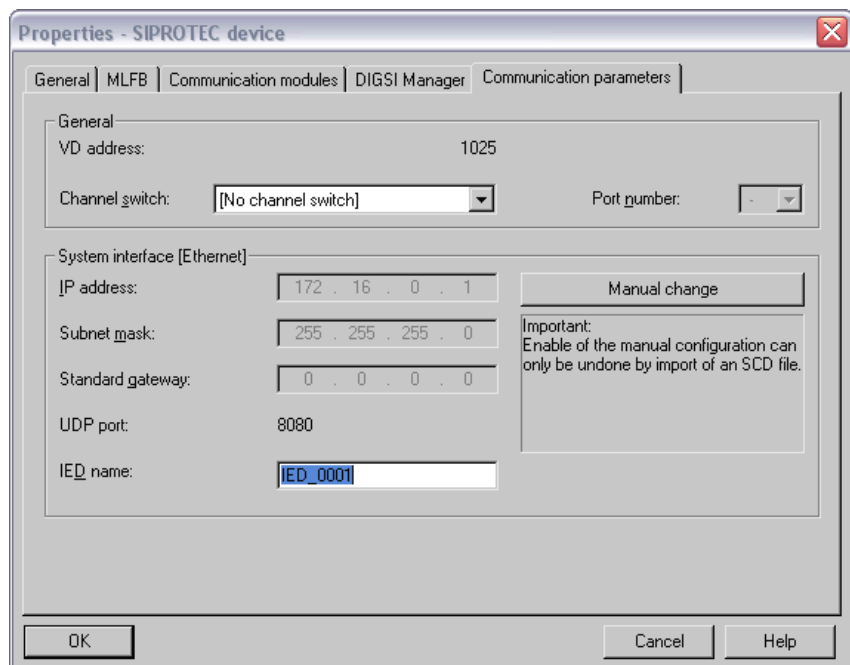 Properties - SIPROTEC device
General MLFB Communication modules DIGSI Manager Communication parameters
General
VD address: 1025
Channel switch: [No channel switch] Port number: -
System interface [Ethernet]
IP address: 172 . 16 . 0 . 1 Manual change
Subnet mask: 255 . 255 . 255 . 0
Important:
Enable of the manual configuration can
only be undone by import of an SCD file.
Standard gateway: 0 . 0 . 0 . 0
UDP port: 8080
IED name: IED_0001
OK Cancel Help